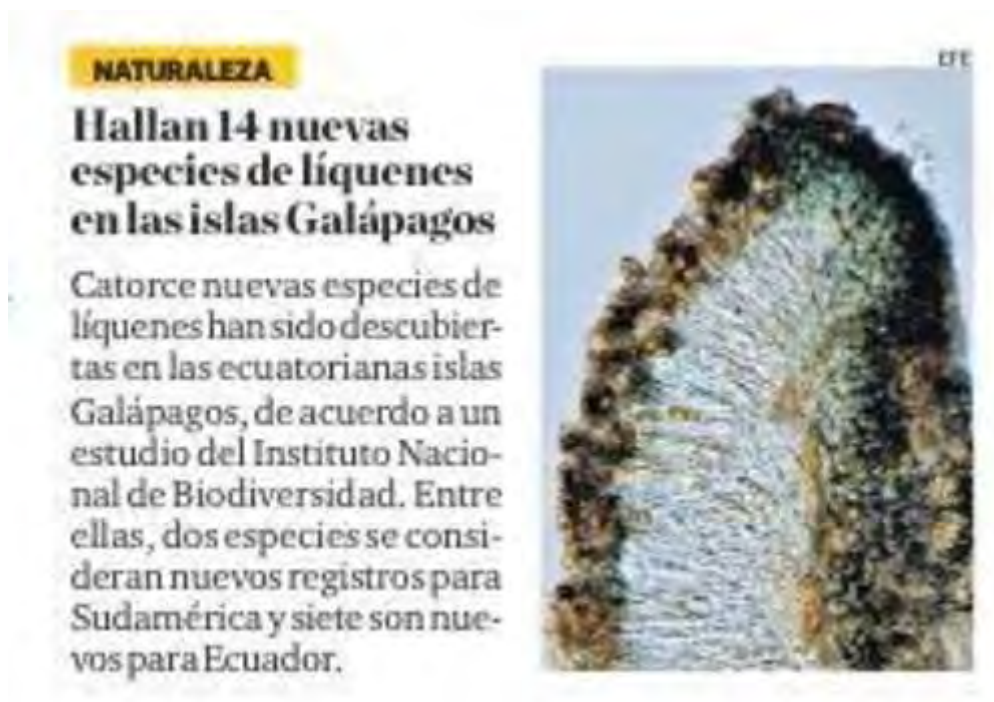 NATURALEZA
Hallan 14 nuevas
especies de líquenes
en las islas Galápagos
Catorce nuevas especies de
líquenes han sido descubier-
tas en las ecuatorianas islas
Galápagos, de acuerdo a un
estudio del Instituto Nacio-
nal de Biodiversidad. Entre
ellas, dos especies se consi-
deran nuevos registros para
Sudamérica y siete son nue-
vos para Ecuador.
EFE